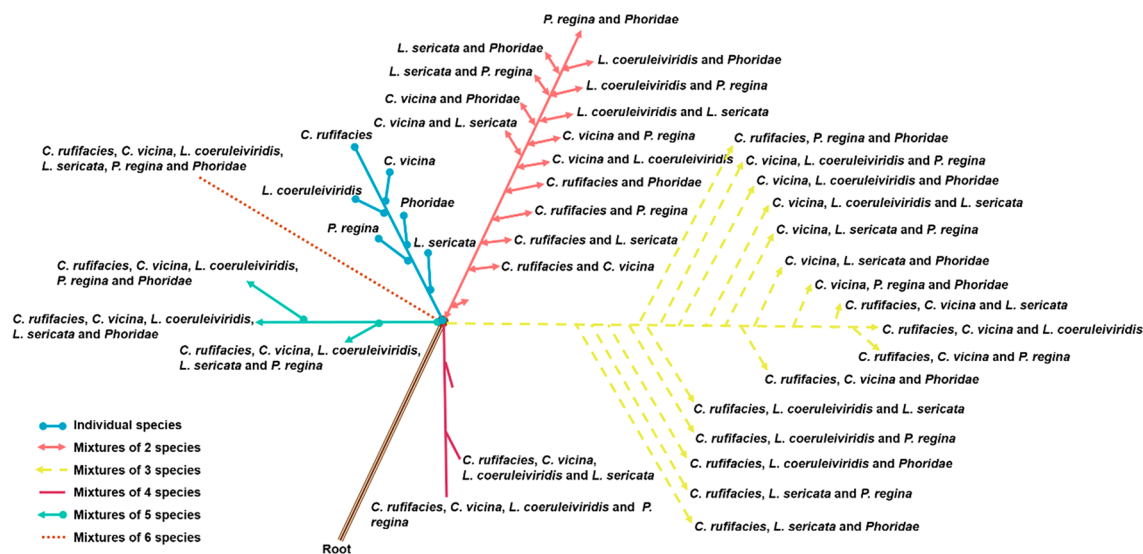 P. regina and Phoridae
L. sericata and Phoridae
L. coeruleiviridis and Phoridae
L. sericata and P. regina
L. coeruleiviridis and P. regina
C. vicina and Phoridae
L. coeruleiviridis and L. sericata
C. vicina and L. sericata
C. vicina and P. regina
C. vicina and L. coeruleiviridis
C. rufifacies and Phoridae
C. rufifacies and P. regina
C. rufifacies and L. sericata
C. rufifacies and C. vicina
C. rufifacies
C. vicina
L. coeruleiviridis
Phoridae
P. regina
L. sericata
C. rufifacies, C. vicina, L. coeruleiviridis,
L. sericata, P. regina and Phoridae
C. rufifacies, C. vicina, L. coeruleiviridis,
P. regina and Phoridae
C. rufifacies, C. vicina, L. coeruleiviridis,
L. sericata and Phoridae
C. rufifacies, C. vicina, L. coeruleiviridis,
L. sericata and P. regina
C. rufifacies, P. regina and Phoridae
C. vicina, L. coeruleiviridis and P. regina
C. vicina, L. coeruleiviridis and Phoridae
C. vicina, L. coeruleiviridis and L. sericata
C. vicina, L. sericata and P. regina
C. vicina, L. sericata and Phoridae
C. vicina, P. regina and Phoridae
C. rufifacies, C. vicina and L. sericata
C. rufifacies, C. vicina and L. coeruleiviridis
C. rufifacies, C. vicina and P. regina
C. rufifacies, C. vicina and Phoridae
C. rufifacies, L. coeruleiviridis and L. sericata
C. rufifacies, L. coeruleiviridis and P. regina
C. rufifacies, L. coeruleiviridis and Phoridae
C. rufifacies, L. sericata and P. regina
C. rufifacies, L. sericata and Phoridae
C. rufifacies, C. vicina,
L. coeruleiviridis and L. sericata
C. rufifacies, C. vicina, L. coeruleiviridis and P.
regina
Root
Individual species
Mixtures of 2 species
Mixtures of 3 species
Mixtures of 4 species
Mixtures of 5 species
Mixtures of 6 species